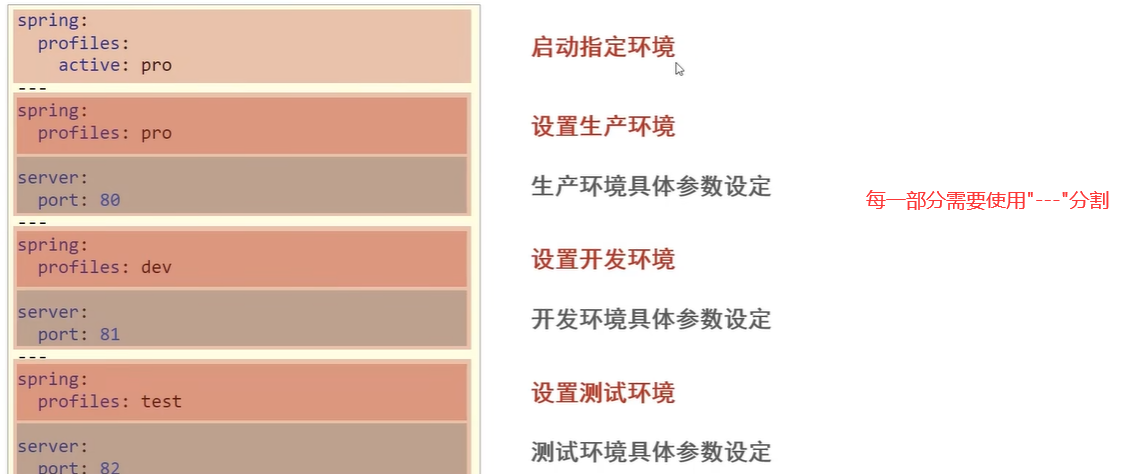 spring:
  profiles:
    active: pro
启动指定环境
---
spring:
  profiles: pro
设置生产环境
server:
  port: 80
生产环境具体参数设定
每一部分需要使用"---"分割
---
spring:
  profiles: dev
设置开发环境
server:
  port: 81
开发环境具体参数设定
---
spring:
  profiles: test
设置测试环境
server:
  port: 82
测试环境具体参数设定